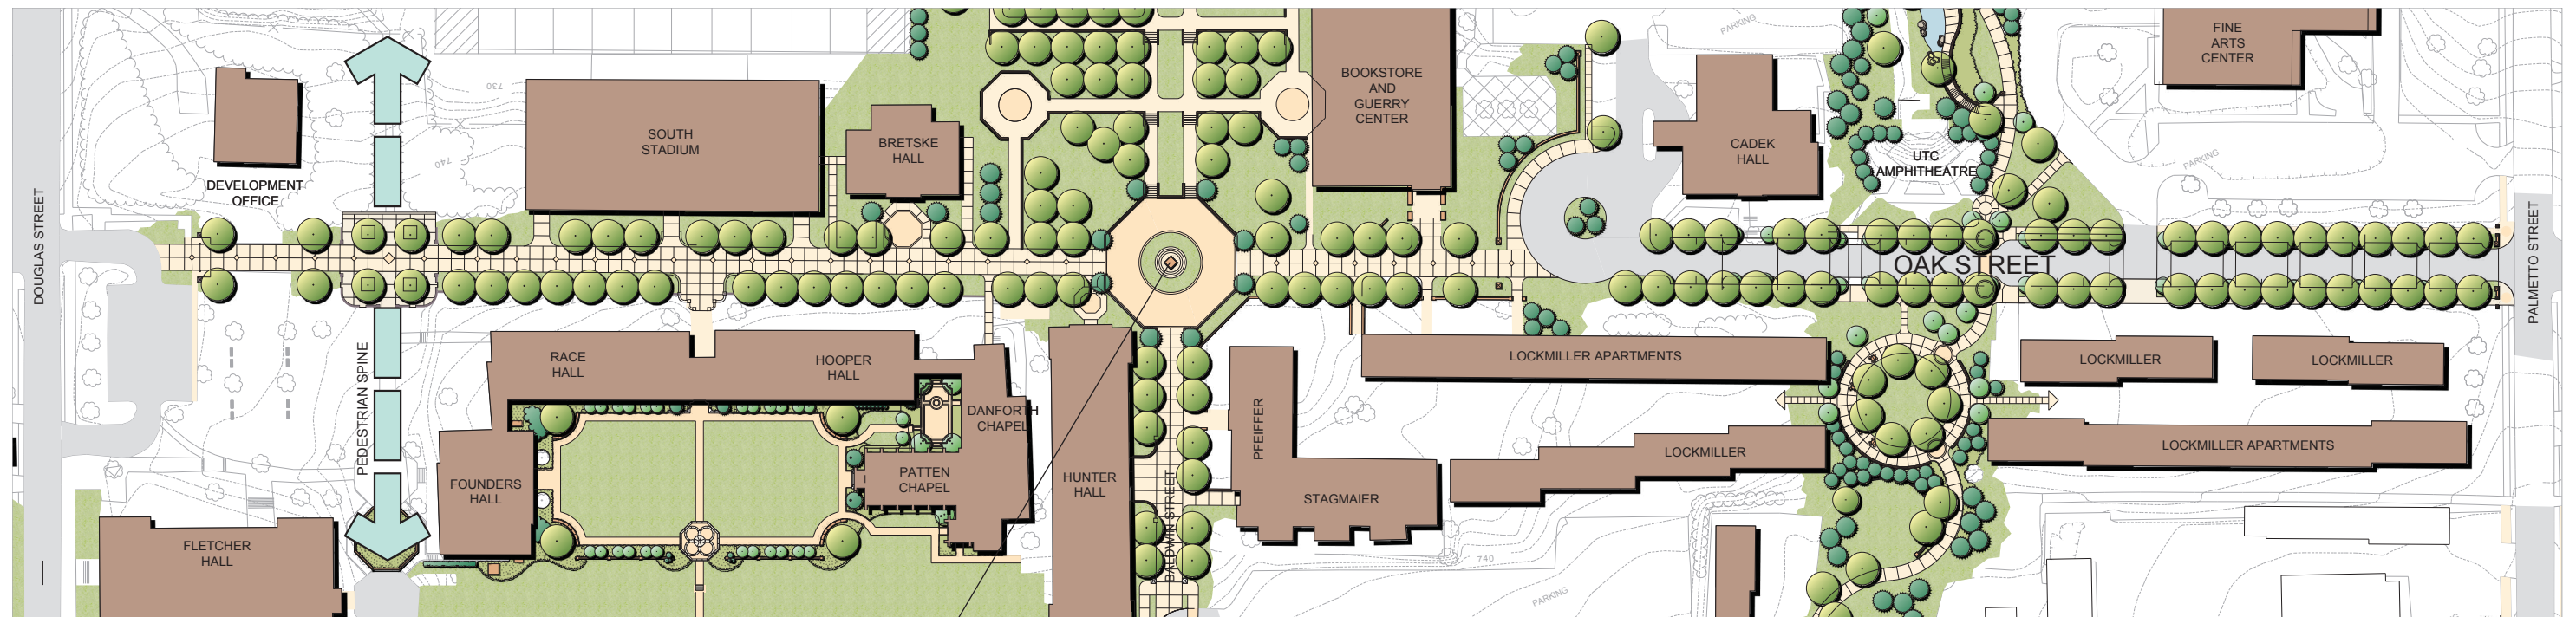 DOUGLAS STREET
DEVELOPMENT
OFFICE
PEDESTRIAN SPINE
FLETCHER
HALL
730
740
SOUTH
STADIUM
BRETSKE
HALL
RACE
HALL
HOOPER
HALL
FOUNDERS
HALL
DANFORTH
CHAPEL
PATTEN
CHAPEL
HUNTER
HALL
BALDWIN STREET
BOOKSTORE
AND
GUERRY
CENTER
PFEIFFER
STAGMAIER
740
PARKING
CADEK
HALL
UTC
AMPHITHEATRE
OAK STREET
LOCKMILLER APARTMENTS
LOCKMILLER
PARKING
FINE
ARTS
CENTER
PARKING
LOCKMILLER
LOCKMILLER
LOCKMILLER APARTMENTS
PALMETTO STREET